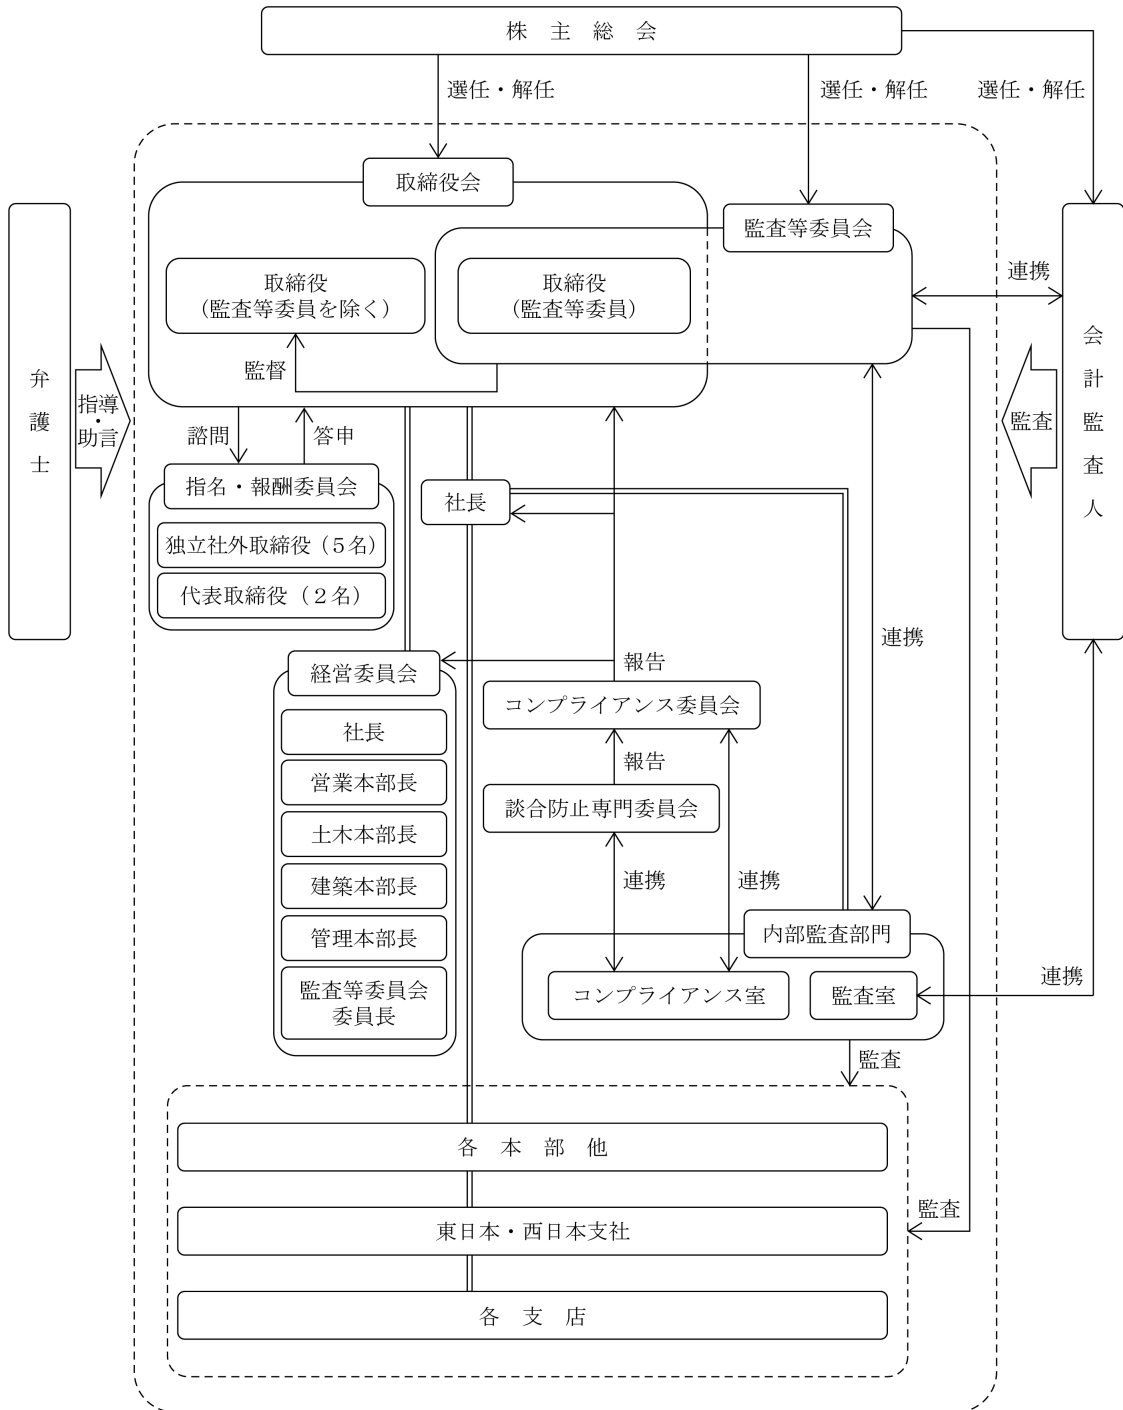 株主総会
選任・解任
選任・解任
選任・解任
取締役会
監査等委員会
取締役
（監査等委員を除く）
取締役
（監査等委員）
連携
監督
弁護士
指導
・
助言
会計監査人
監査
諮問
答申
指名・報酬委員会
独立社外取締役（５名）
代表取締役（２名）
社長
連携
経営委員会
報告
コンプライアンス委員会
社長
営業本部長
土木本部長
建築本部長
管理本部長
監査等委員会
委員長
報告
談合防止専門委員会
連携
連携
内部監査部門
コンプライアンス室
監査室
連携
監査
各本部他
東日本・西日本支社
監査
各支店